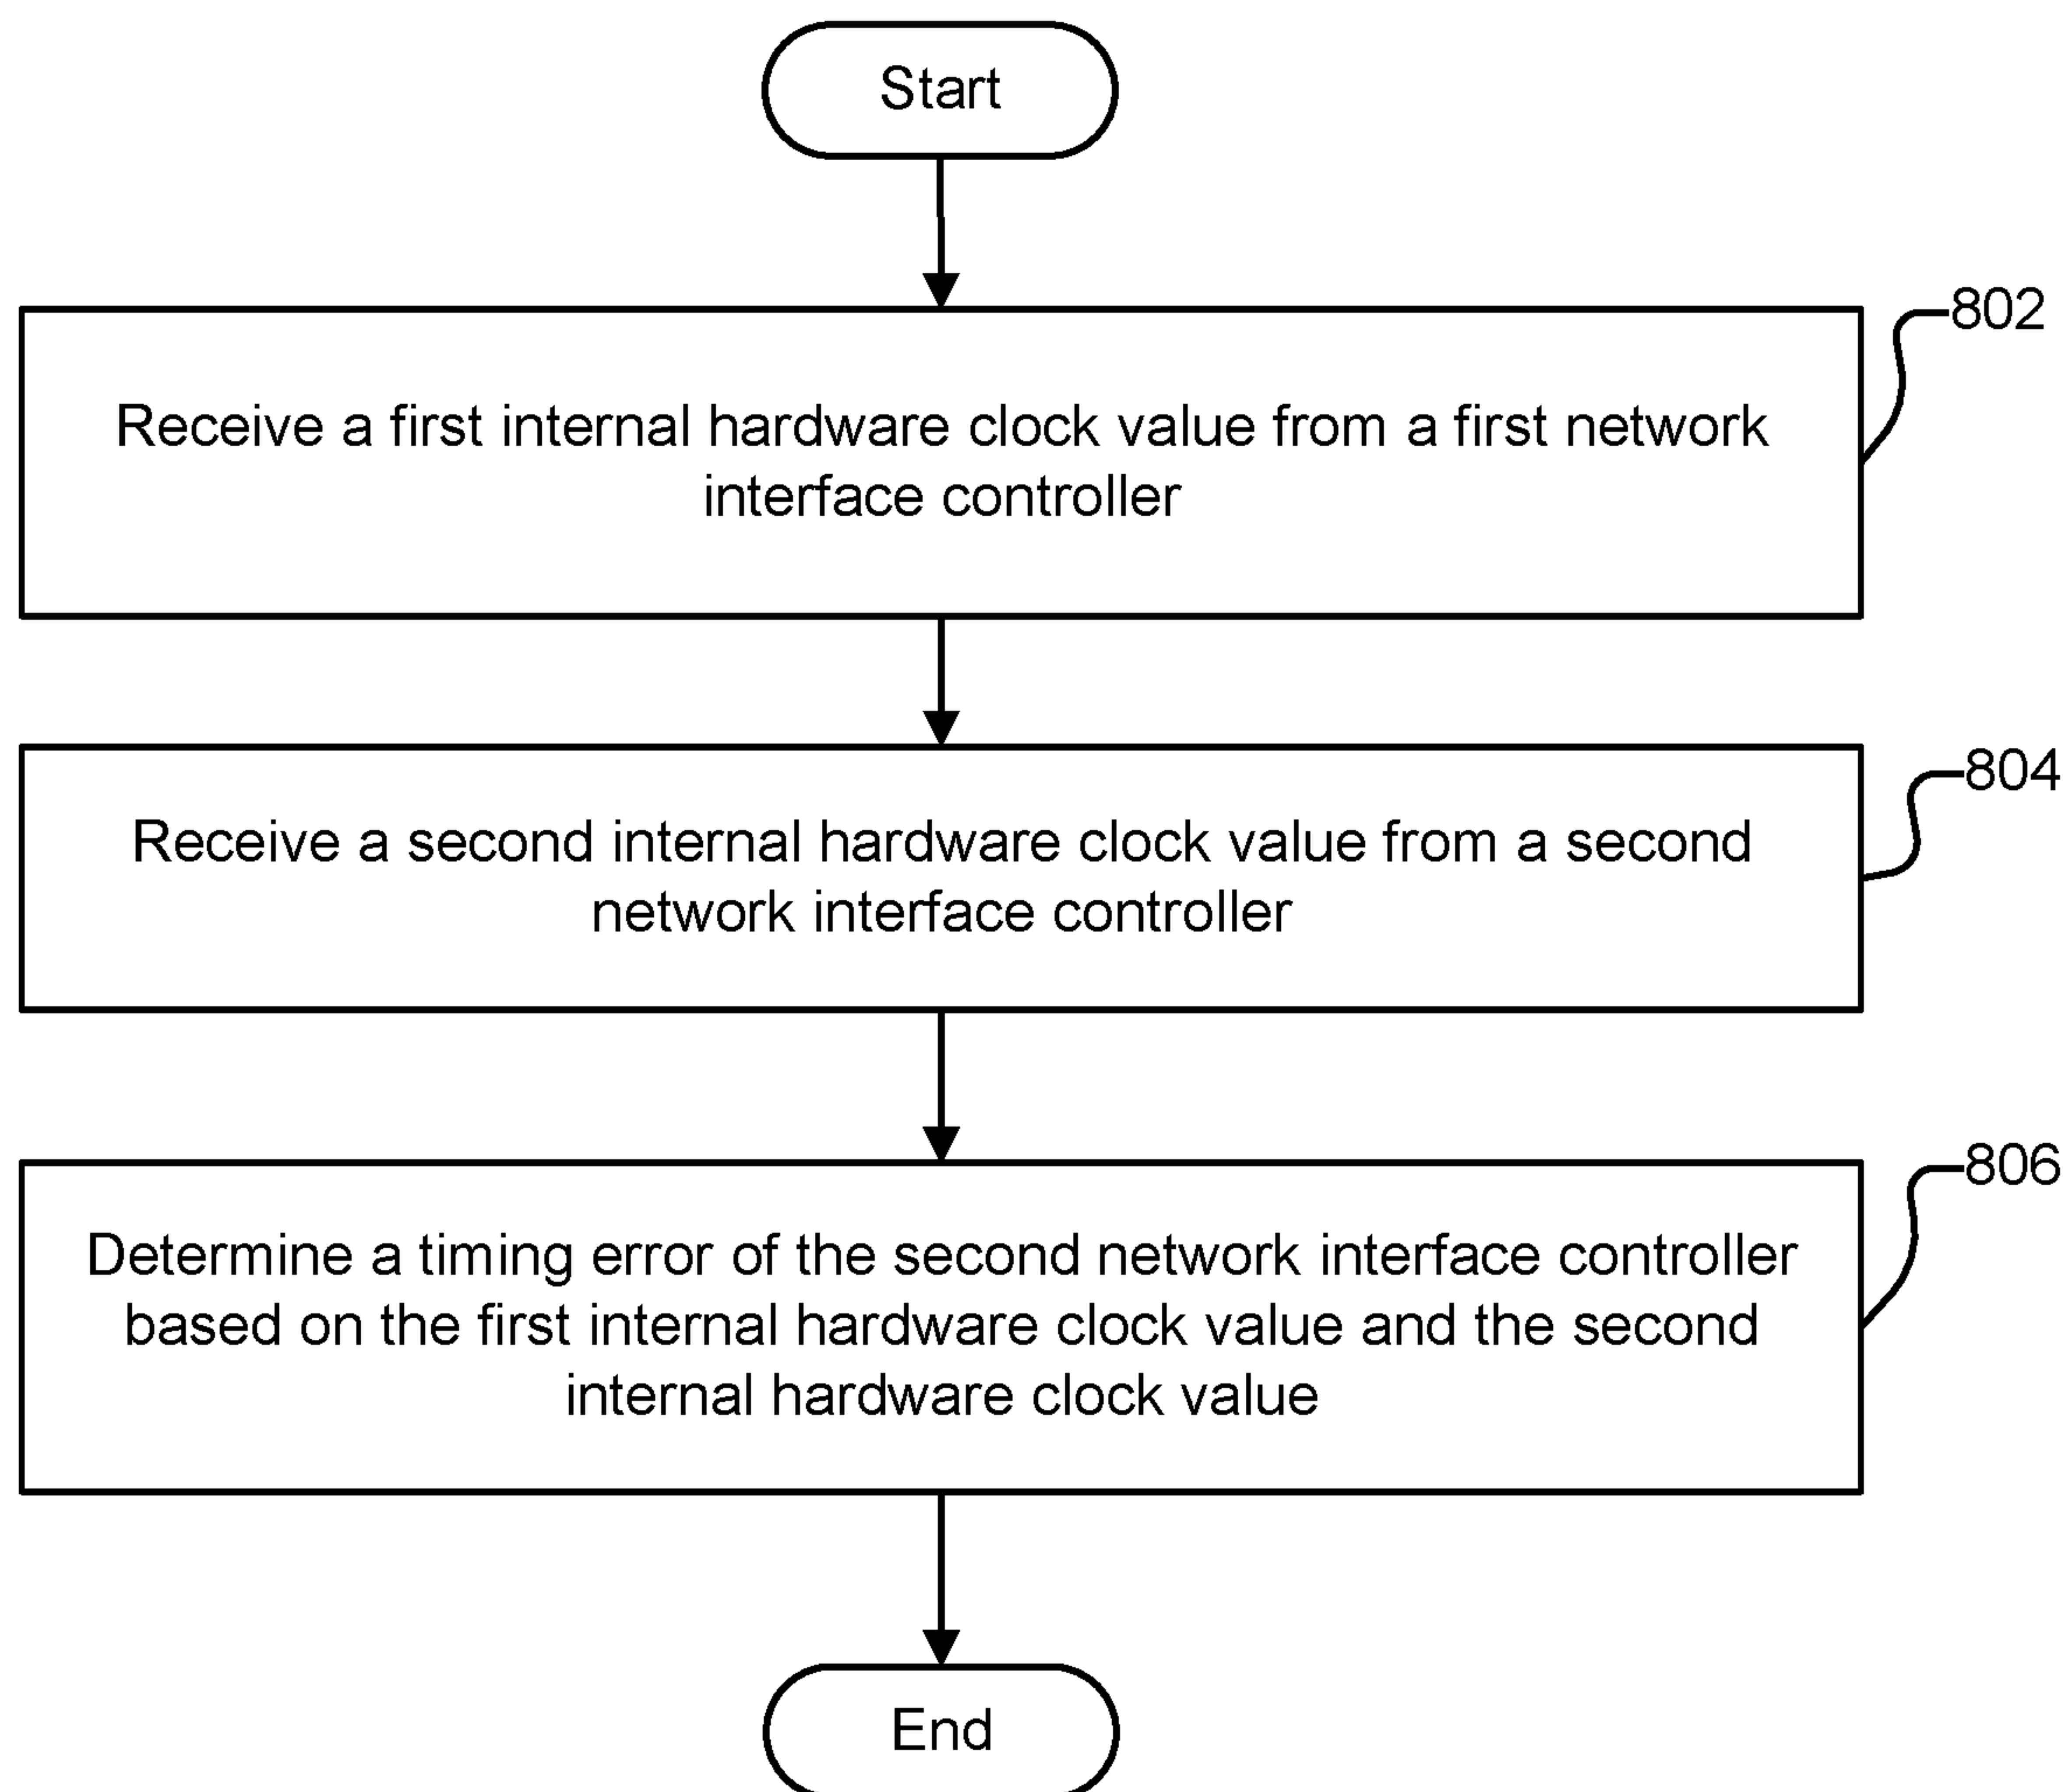 Start
802
Receive a first internal hardware clock value from a first network
interface controller
804
Receive a second internal hardware clock value from a second
network interface controller
806
Determine a timing error of the second network interface controller
based on the first internal hardware clock value and the second
internal hardware clock value
End